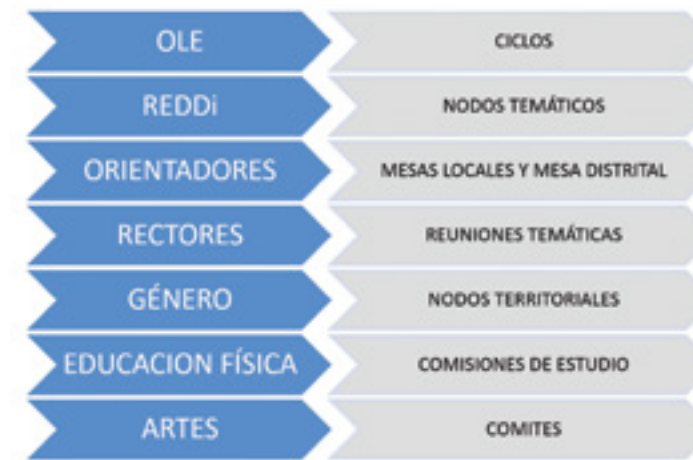 OLE CICLOS
REDDi NODOS TEMÁTICOS
ORIENTADORES MESAS LOCALES Y MESA DISTRITAL
RECTORES REUNIONES TEMÁTICAS
GÉNERO NODOS TERRITORIALES
EDUCACION FÍSICA COMISIONES DE ESTUDIO
ARTES COMITES